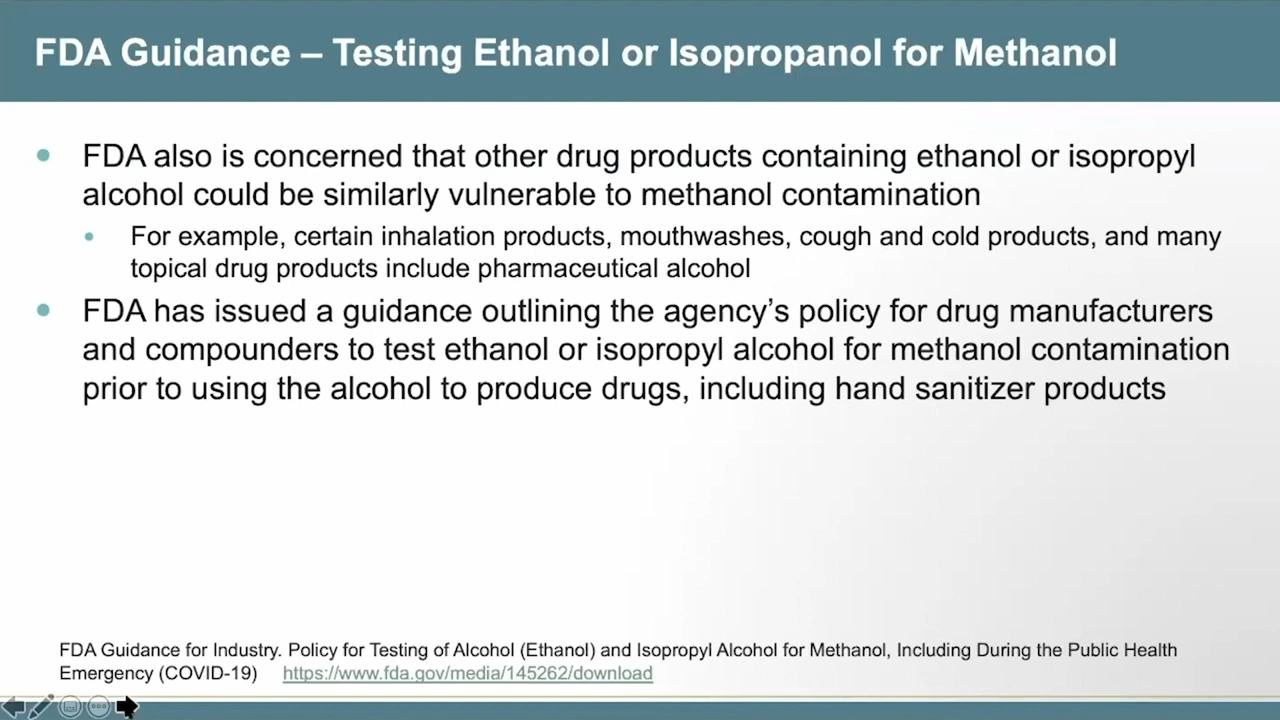 FDA Guidance – Testing Ethanol or Isopropanol for Methanol
FDA also is concerned that other drug products containing ethanol or isopropyl
alcohol could be similarly vulnerable to methanol contamination
For example, certain inhalation products, mouthwashes, cough and cold products, and many
topical drug products include pharmaceutical alcohol
FDA has issued a guidance outlining the agency’s policy for drug manufacturers
and compounders to test ethanol or isopropyl alcohol for methanol contamination
prior to using the alcohol to produce drugs, including hand sanitizer products
FDA Guidance for Industry. Policy for Testing of Alcohol (Ethanol) and Isopropyl Alcohol for Methanol, Including During the Public Health
Emergency (COVID-19) https://www.fda.gov/media/145262/download